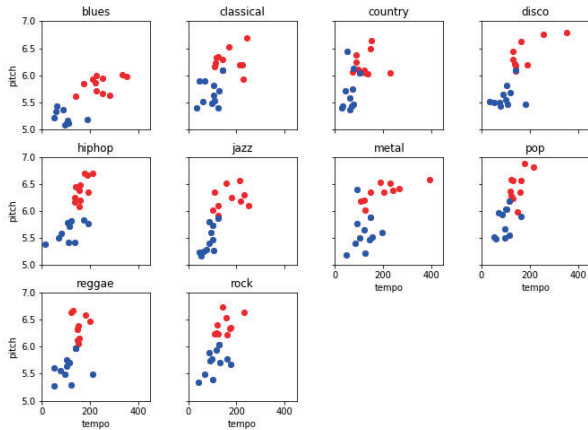 blues classical country disco
7.0
6.5
6.0
5.5
5.0
pitch
hiphop jazz metal pop
7.0
6.5
6.0
5.5
5.0
pitch
reggae rock
7.0
6.5
6.0
5.5
5.0
pitch
0 200 400 0 200 400 0 200 400 0 200 400
tempo tempo tempo tempo